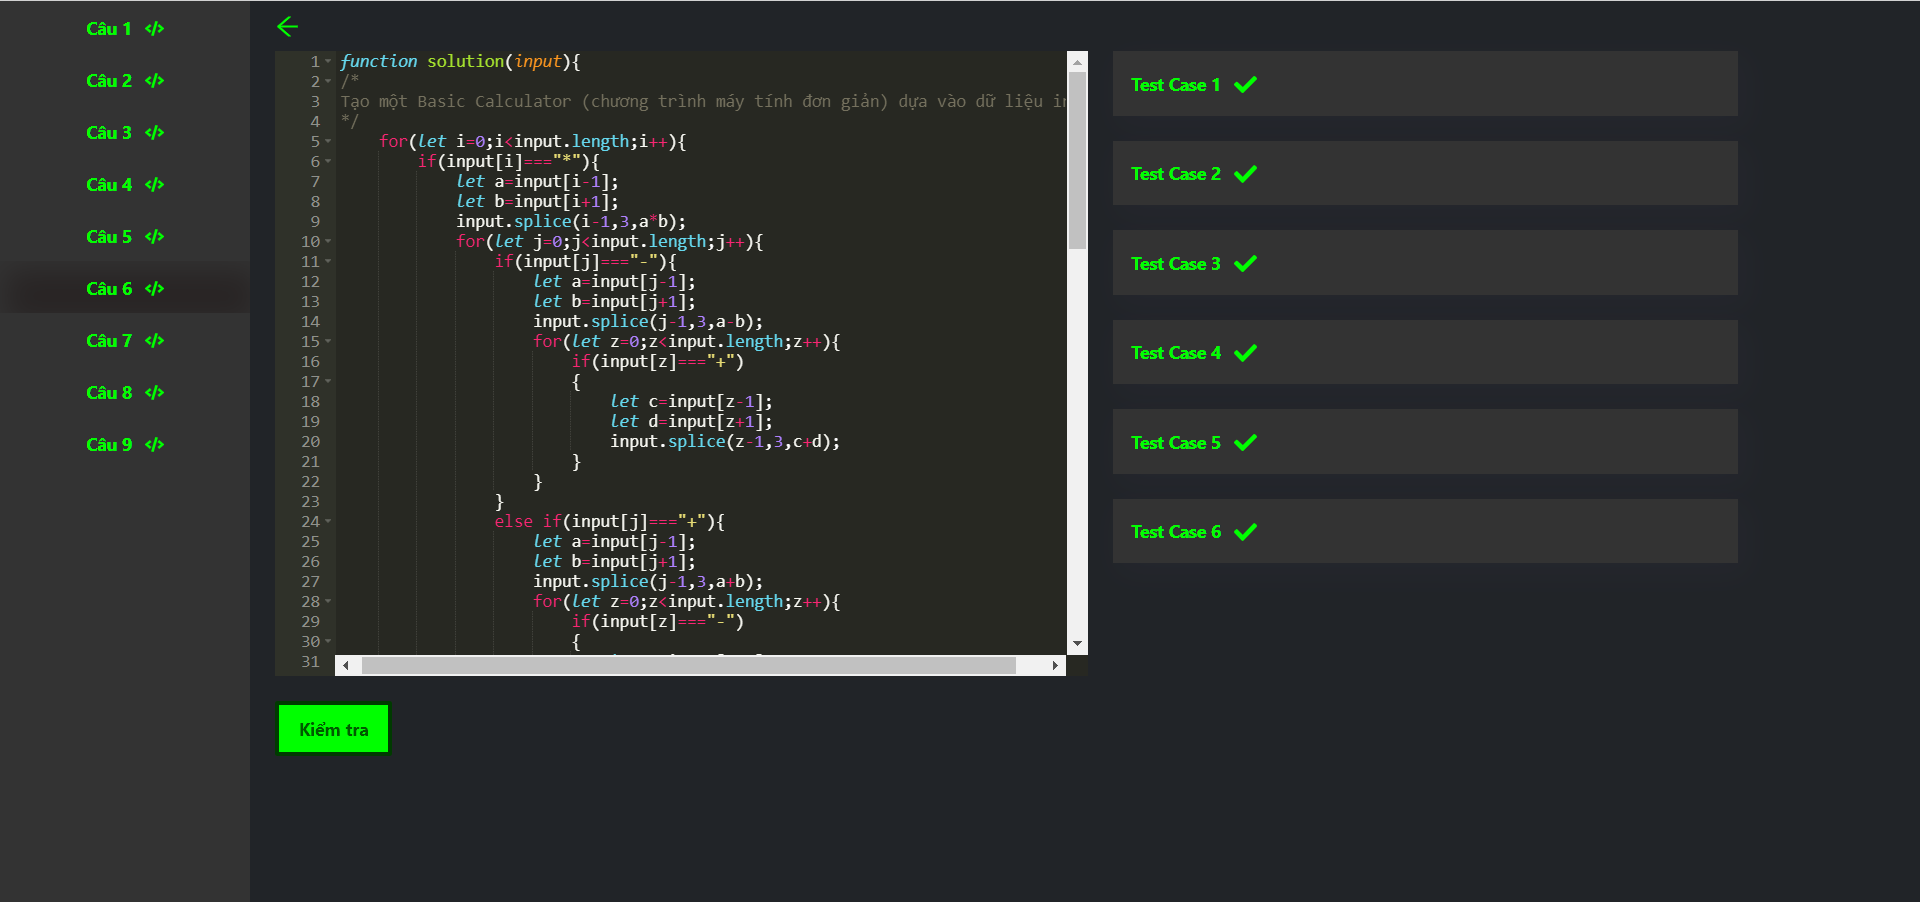 Câu 1 </>
Câu 2 </>
Câu 3 </>
Câu 4 </>
Câu 5 </>
Câu 6 </>
Câu 7 </>
Câu 8 </>
Câu 9 </>
1 function solution(input){
2 /*
3 Tạo một Basic Calculator (chương trình máy tính đơn giản) dựa vào dữ liệu
4 */
5 for(let i=0;i<input.length;i++){
6 if(input[i]==="*"){
7 let a=input[i-1];
8 let b=input[i+1];
9 input.splice(i-1,3,a*b);
10 for(let j=0;j<input.length;j++){
11 if(input[j]==="-"){
12 let a=input[j-1];
13 let b=input[j+1];
14 input.splice(j-1,3,a-b);
15 for(let z=0;z<input.length;z++){
16 if(input[z]==="+")
17 {
18 let c=input[z-1];
19 let d=input[z+1];
20 input.splice(z-1,3,c+d);
21 }
22 }
23 }
24 else if(input[j]==="+"){
25 let a=input[j-1];
26 let b=input[j+1];
27 input.splice(j-1,3,a+b);
28 for(let z=0;z<input.length;z++){
29 if(input[z]==="-")
30 {
31
Kiểm tra
Test Case 1
Test Case 2
Test Case 3
Test Case 4
Test Case 5
Test Case 6